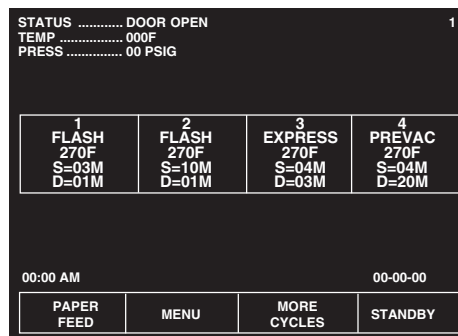 STATUS ............ DOOR OPEN 1
TEMP ................. 000F
PRESS ............... 00 PSIG
1 2 3 4
FLASH FLASH EXPRESS PREVAC
270F 270F 270F 270F
S=03M S=10M S=04M S=04M
D=01M D=01M D=03M D=20M
00:00 AM 00-00-00
PAPER FEED MENU MORE CYCLES STANDBY